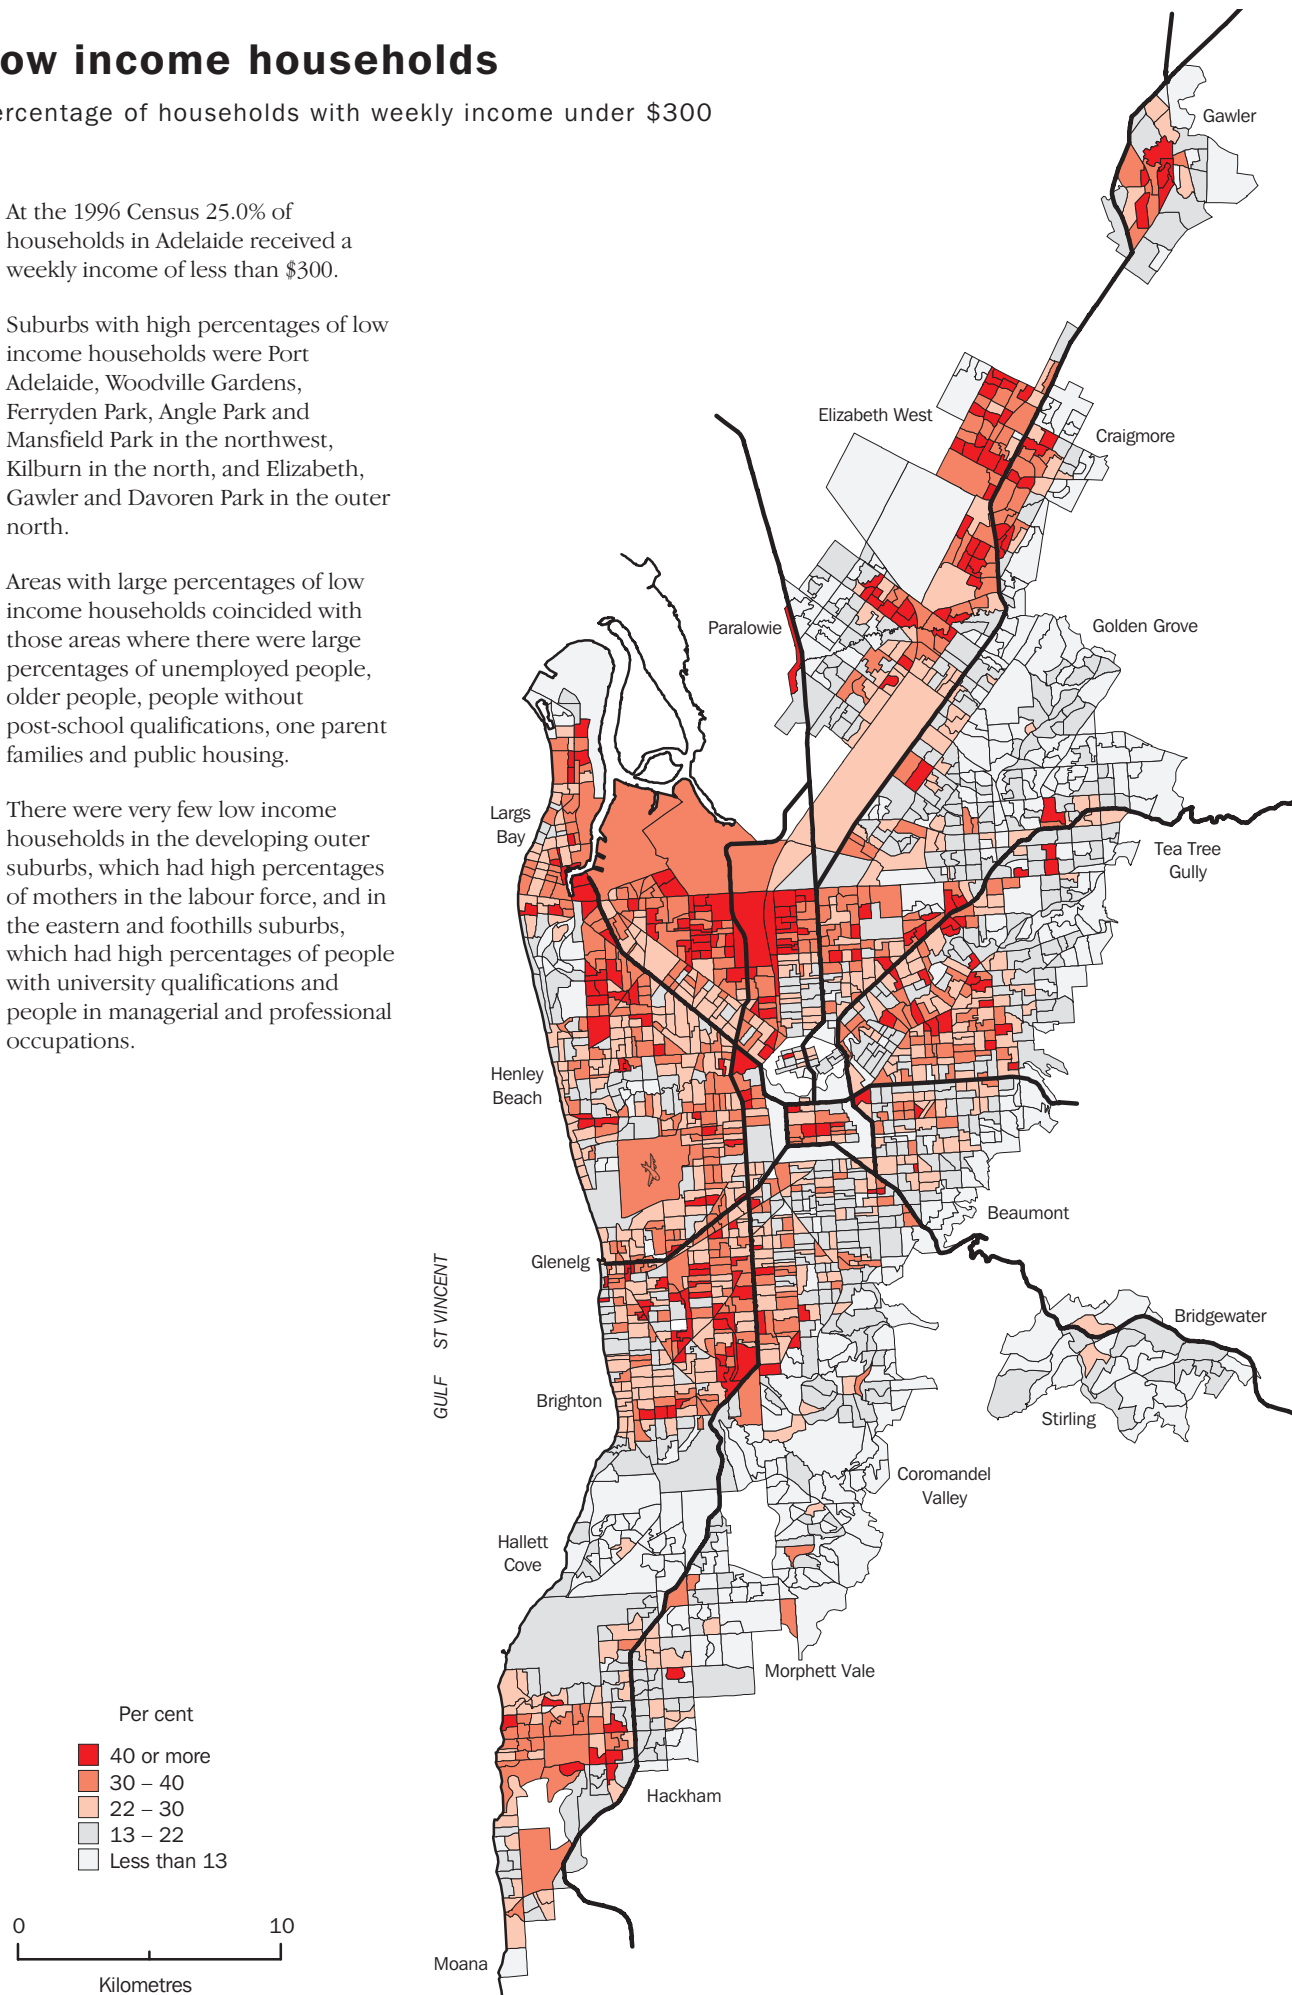 ow income households
ercentage of households with weekly income under $300
At the 1996 Census 25.0% of
households in Adelaide received a
weekly income of less than $300.
Suburbs with high percentages of low
income households were Port
Adelaide, Woodville Gardens,
Ferryden Park, Angle Park and
Mansfield Park in the northwest,
Kilburn in the north, and Elizabeth,
Gawler and Davoren Park in the outer
north.
Areas with large percentages of low
income households coincided with
those areas where there were large
percentages of unemployed people,
older people, people without
post-school qualifications, one parent
families and public housing.
There were very few low income
households in the developing outer
suburbs, which had high percentages
of mothers in the labour force, and in
the eastern and foothills suburbs,
which had high percentages of people
with university qualifications and
people in managerial and professional
occupations.
Gawler
Elizabeth West
Craigmore
Paralowie
Golden Grove
Largs
Bay
Tea Tree
Gully
Henley
Beach
Beaumont
Glenelg
GULF ST VINCENT
Bridgewater
Brighton
Stirling
Coromandel
Valley
Hallett
Cove
Morphett Vale
Hackham
Moana
Per cent
40 or more
30 – 40
22 – 30
13 – 22
Less than 13
0 10
Kilometres